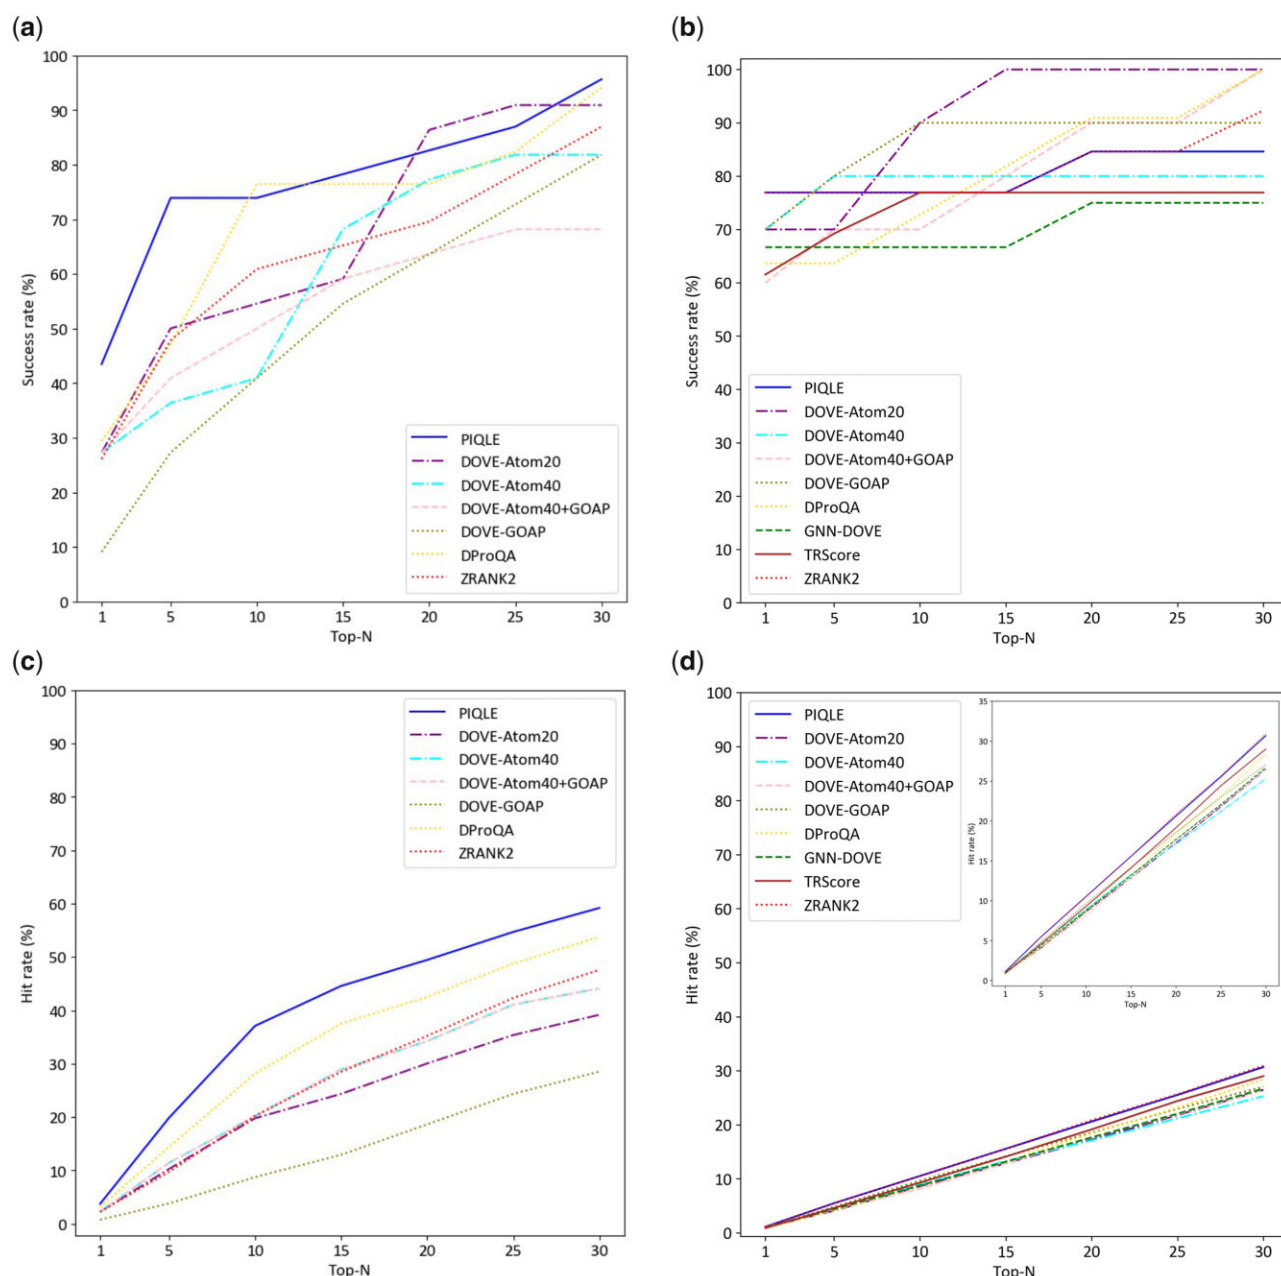 (a)
100
90
80
70
60
50
40
30
20
10
0
Success rate (%)
PIQLE
DOVE-Atom20
DOVE-Atom40
DOVE-Atom40+GOAP
DOVE-GOAP
DProQA
ZRANK2
1 5 10 15 20 25 30
Top-N
(b)
100
90
80
70
60
50
40
30
20
10
0
Success rate (%)
PIQLE
DOVE-Atom20
DOVE-Atom40
DOVE-Atom40+GOAP
DOVE-GOAP
DProQA
GNN-DOVE
TRScore
ZRANK2
1 5 10 15 20 25 30
Top-N
(c)
100
90
80
70
60
50
40
30
20
10
0
Hit rate (%)
PIQLE
DOVE-Atom20
DOVE-Atom40
DOVE-Atom40+GOAP
DOVE-GOAP
DProQA
ZRANK2
1 5 10 15 20 25 30
Top-N
(d)
100
90
80
70
60
50
40
30
20
10
0
Hit rate (%)
PIQLE
DOVE-Atom20
DOVE-Atom40
DOVE-Atom40+GOAP
DOVE-GOAP
DProQA
GNN-DOVE
TRScore
ZRANK2
35
30
25
20
15
10
5
0
Hit rate (%)
1 5 10 15 20 25 30
Top-N
1 5 10 15 20 25 30
Top-N